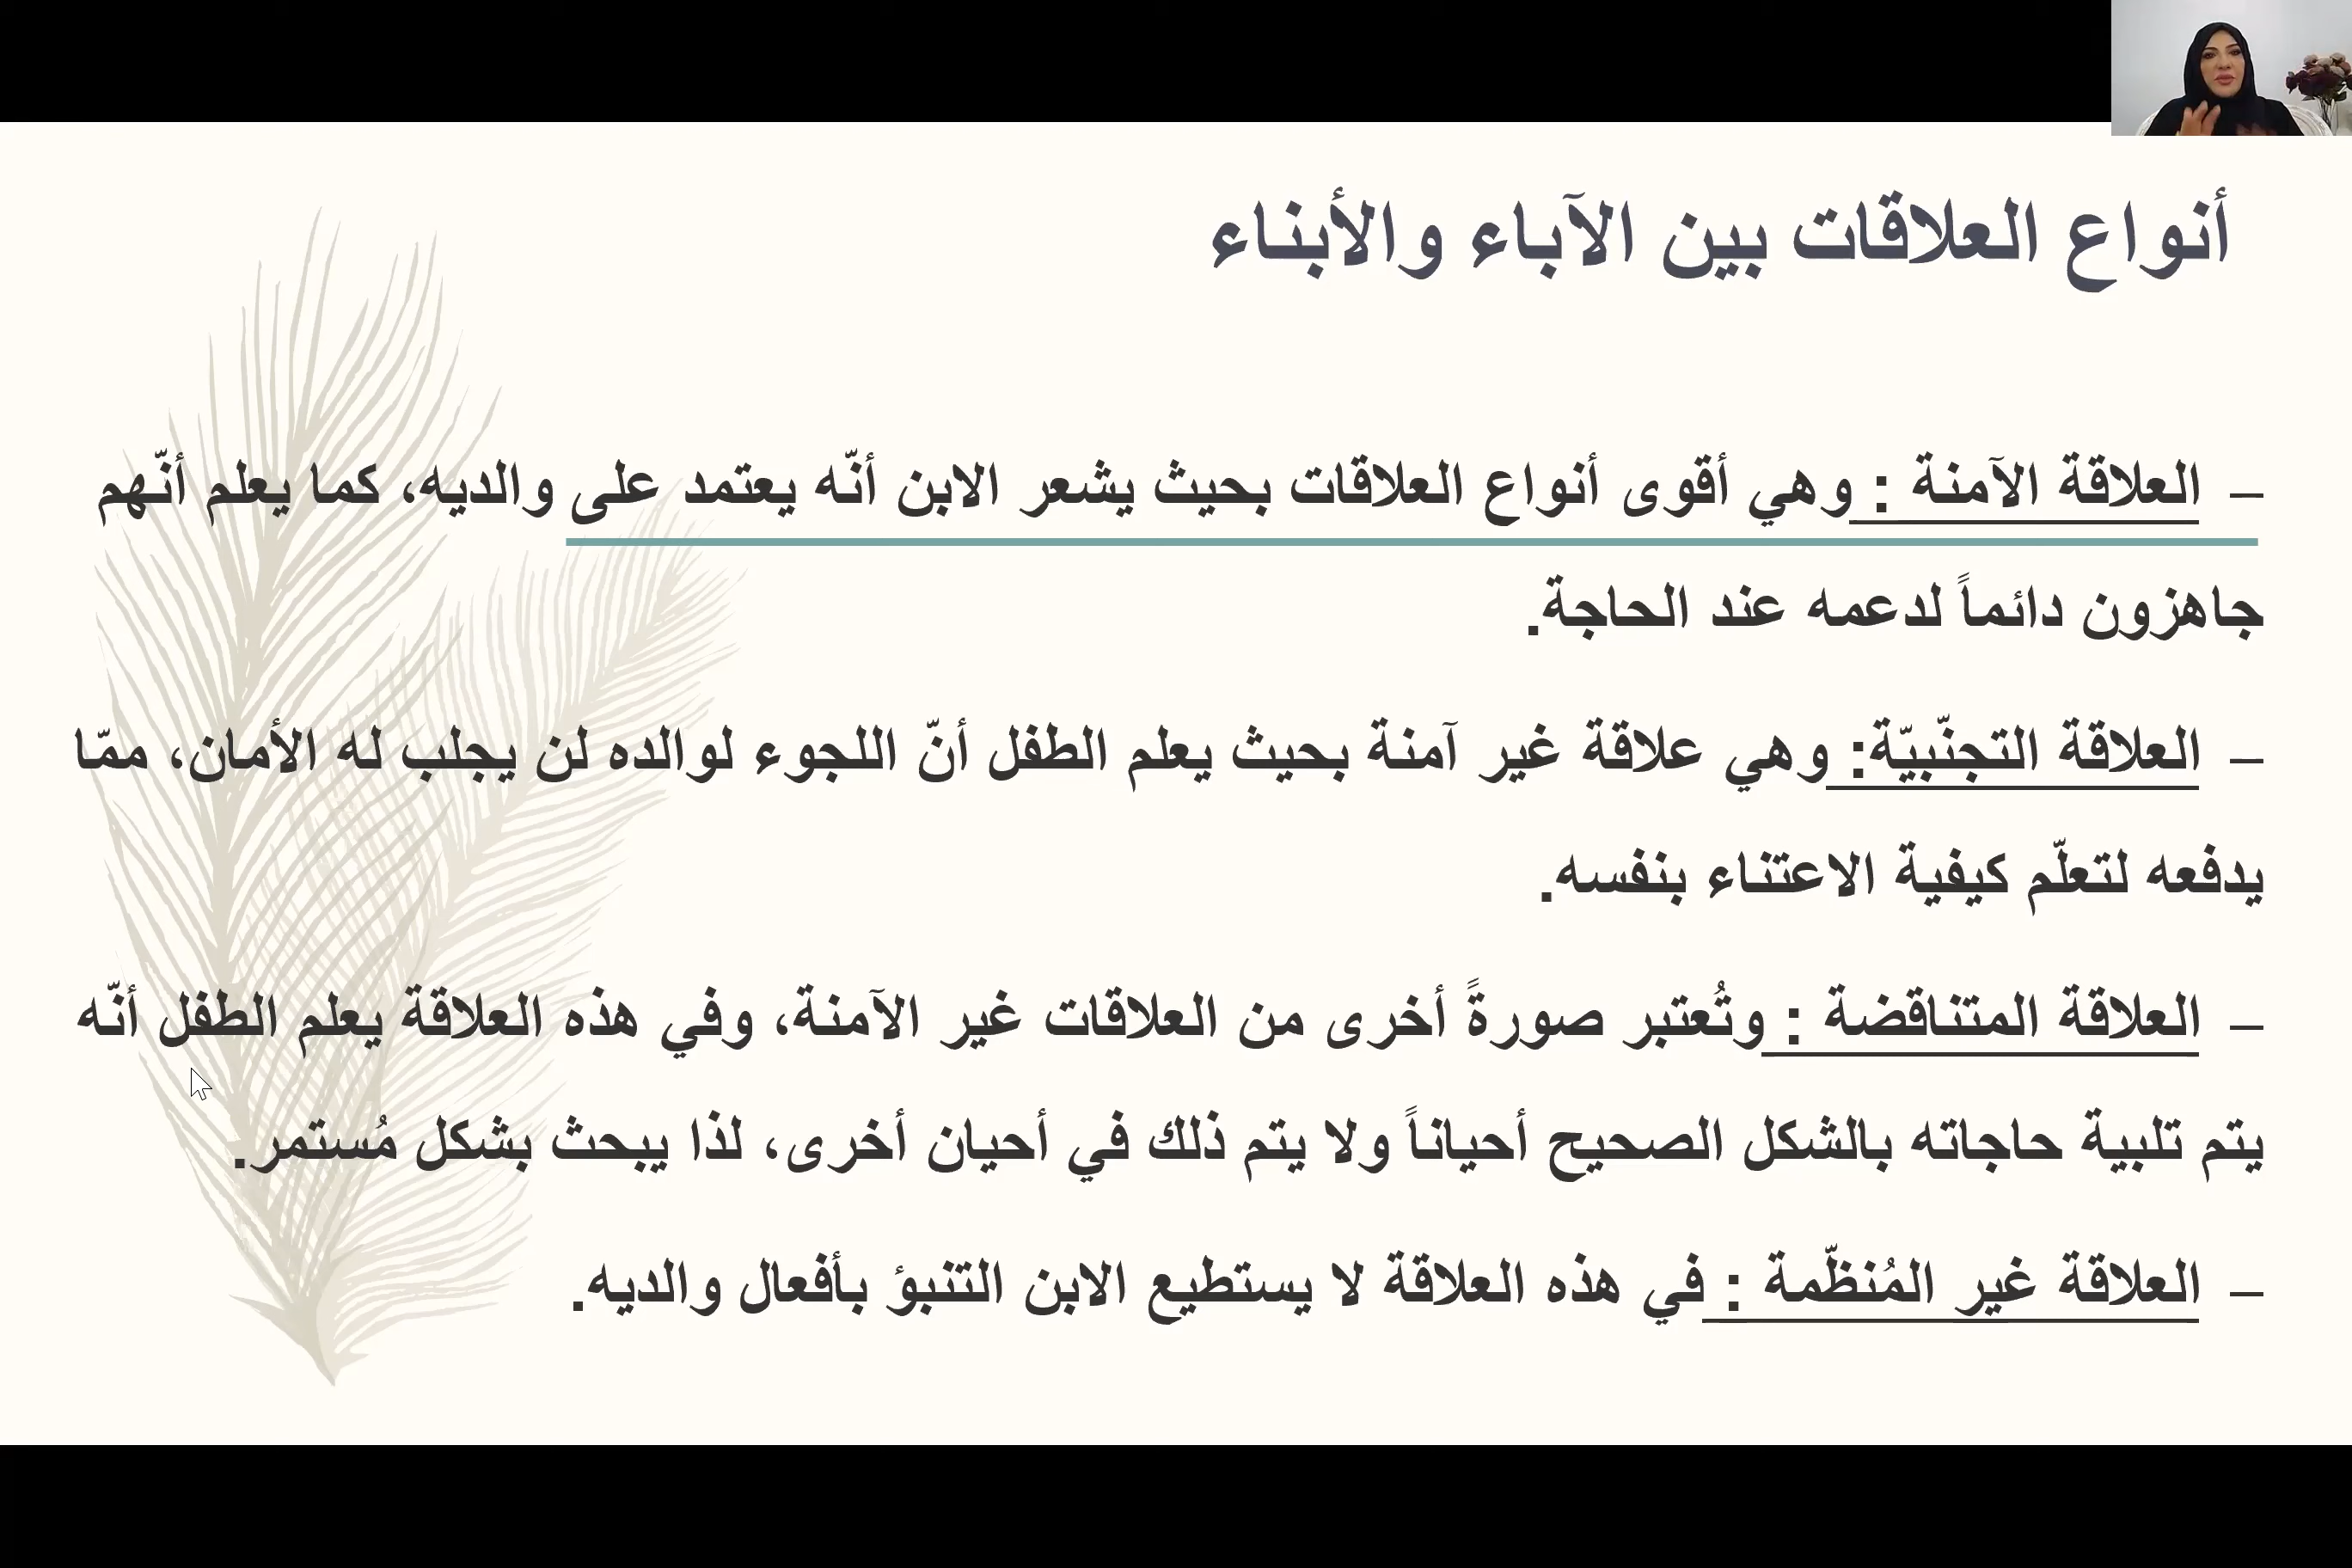 أنواع العلاقات بين الآباء والأبناء
– العلاقة الآمنة : وهي أقوى أنواع العلاقات بحيث يشعر الابن أنّه يعتمد على والديه، كما يعلم أنّهم
جاهزون دائماً لدعمه عند الحاجة.
– العلاقة التجنّبيّة: وهي علاقة غير آمنة بحيث يعلم الطفل أنّ اللجوء لوالده لن يجلب له الأمان، ممّا
يدفعه لتعلّم كيفية الاعتناء بنفسه.
– العلاقة المتناقضة : وتُعتبر صورةً أخرى من العلاقات غير الآمنة، وفي هذه العلاقة يعلم الطفل أنّه
يتم تلبية حاجاته بالشكل الصحيح أحياناً ولا يتم ذلك في أحيان أخرى، لذا يبحث بشكل مُستمر.
– العلاقة غير المُنظّمة : في هذه العلاقة لا يستطيع الابن التنبؤ بأفعال والديه.